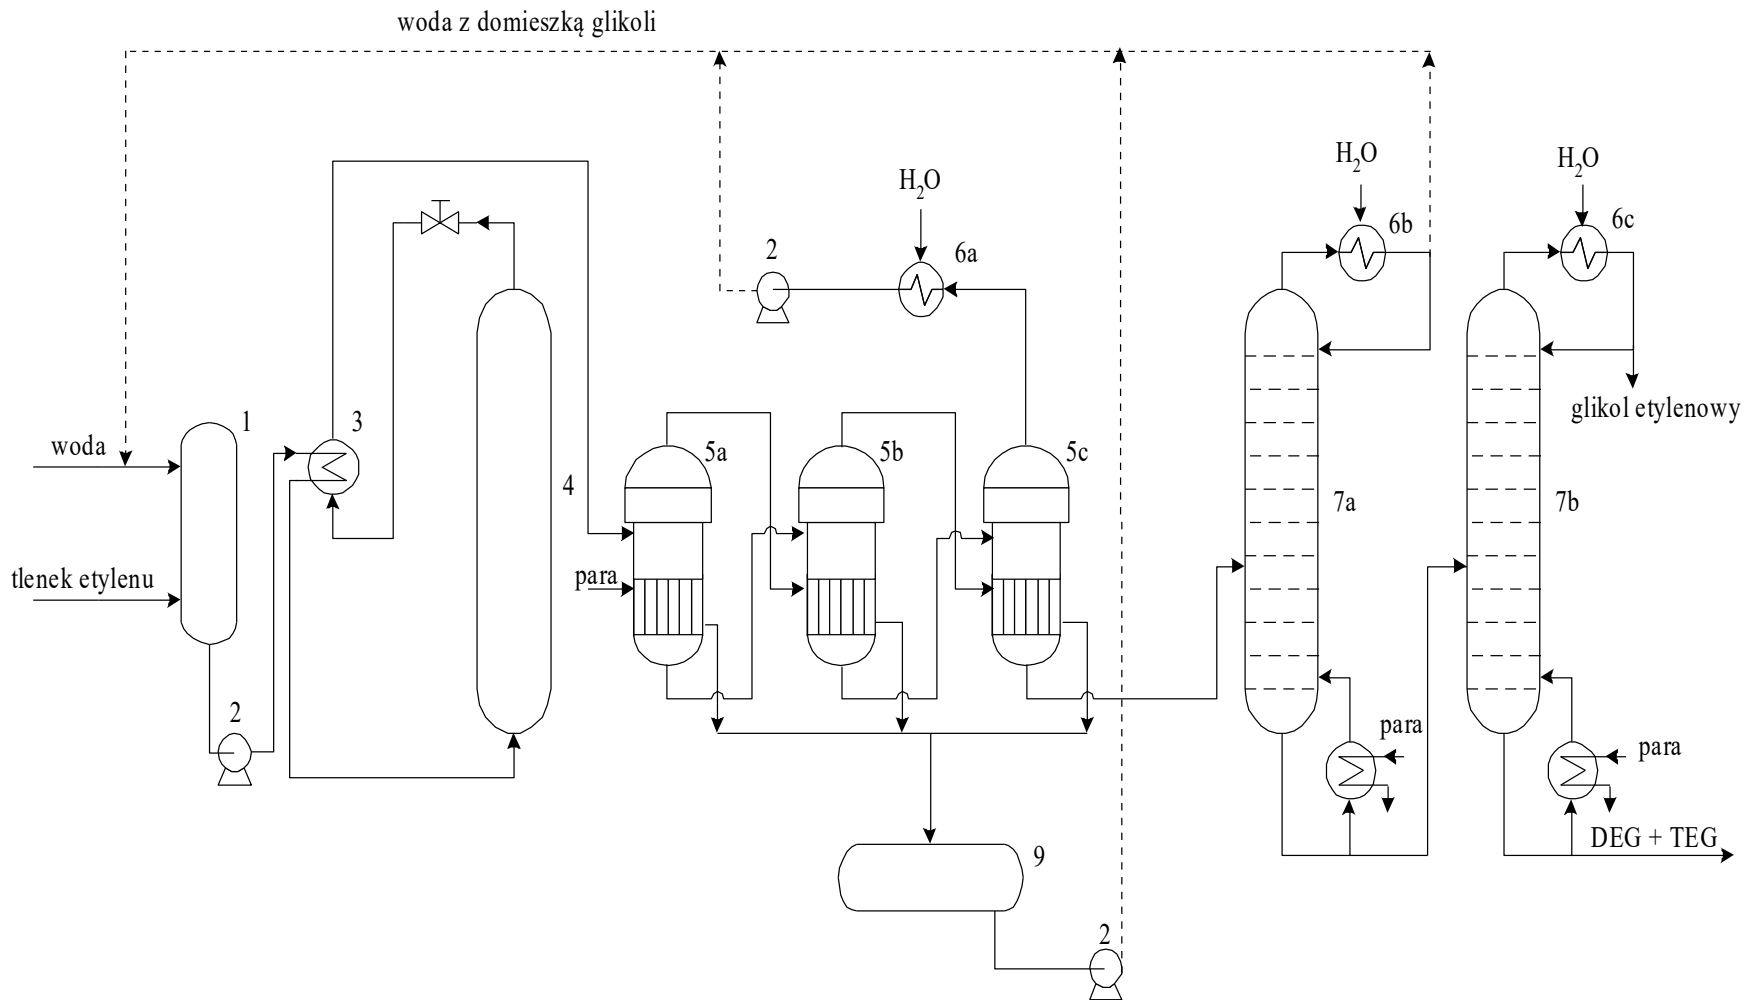 woda z domieszką glikoli
H₂O
H₂O
H₂O
6b
6c
2
6a
glikol etylenowy
1
3
woda
5a
5b
5c
4
7a
7b
tlenek etylenu
para
2
para
para
DEG + TEG
9
2